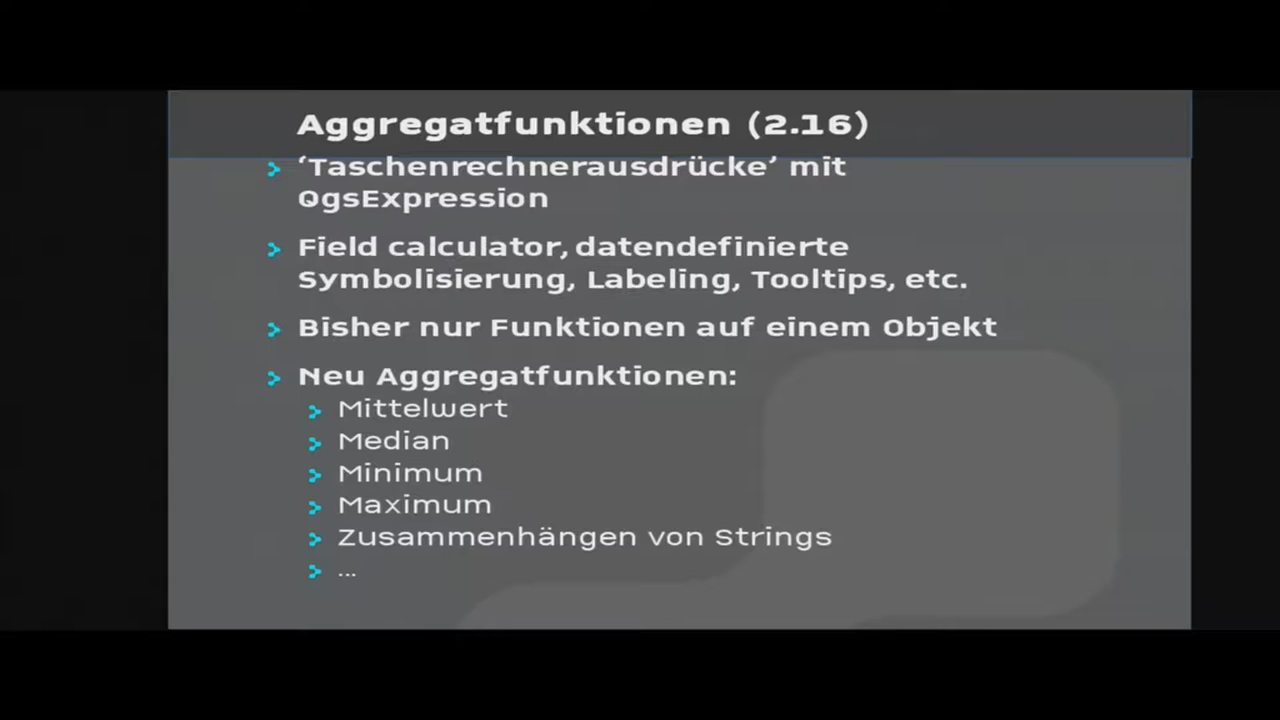 Aggregatfunktionen (2.16)
‘Taschenrechnerausdrücke’ mit
QgsExpression
Field calculator, datendefinierte
Symbolisierung, Labeling, Tooltips, etc.
Bisher nur Funktionen auf einem Objekt
Neu Aggregatfunktionen:
Mittelwert
Median
Minimum
Maximum
Zusammenhängen von Strings
...